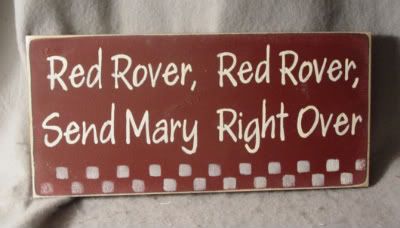 Red Rover, Red Rover,
Send Mary Right Over